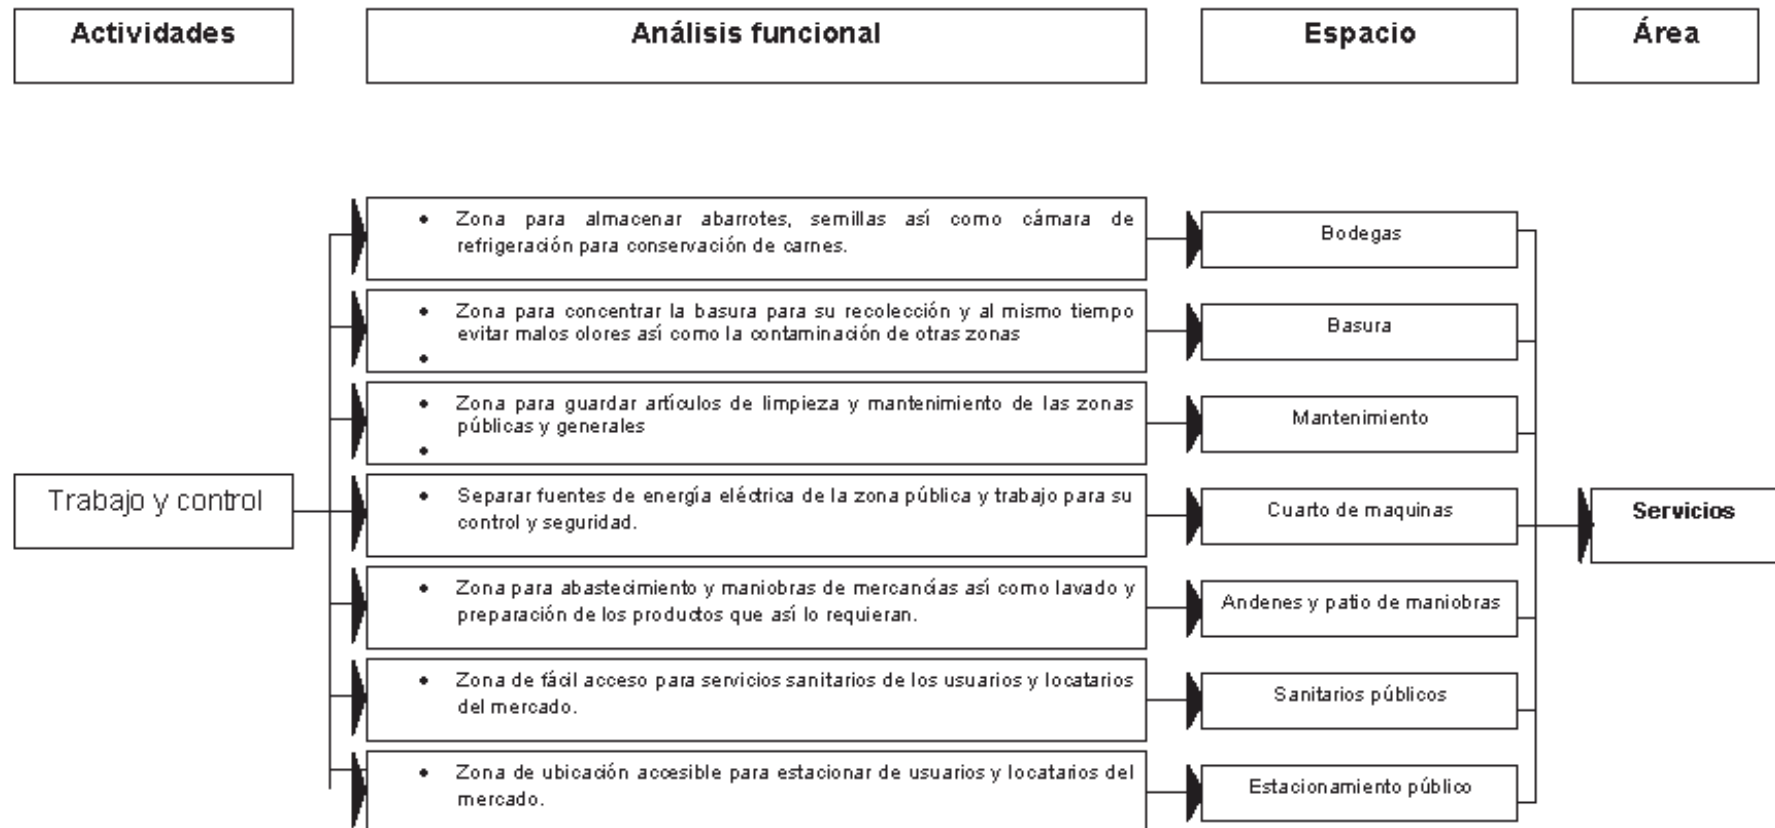 Actividades
Análisis funcional
Espacio
Área
Trabajo y control
• Zona para almacenar abarrotes, semillas así como cámara de
refrigeración para conservación de carnes.
Bodegas
• Zona para concentrar la basura para su recolección y al mismo tiempo
evitar malos olores así como la contaminación de otras zonas
•
Basura
• Zona para guardar artículos de limpieza y mantenimiento de las zonas
públicas y generales
•
Mantenimiento
• Separar fuentes de energía eléctrica de la zona pública y trabajo para su
control y seguridad.
Cuarto de maquinas
• Zona para abastecimiento y maniobras de mercancías así como lavado y
preparación de los productos que así lo requieran.
Andenes y patio de maniobras
• Zona de fácil acceso para servicios sanitarios de los usuarios y locatarios
del mercado.
Sanitarios públicos
• Zona de ubicación accesible para estacionar de usuarios y locatarios del
mercado.
Estacionamiento público
Servicios